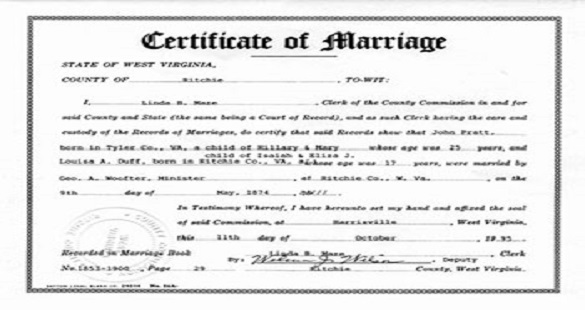 Certificate of Marriage
STATE OF WEST VIRGINIA,
COUNTY OF Ritchie, TO-WIT:
I, Linda B. , Clerk of the County Commission in and for
said County and State (the same being a Court of Record), and as such Clerk having the care and
custody of the Records of Marriages, do certify that said Records show that John Pratt,
born in Tyler Co., VA, a child of Hillary & Mary whose age was 25 years, and
child of Isaiah & Eliza J.
Louisa A. Duff, born in Ritchie Co., VA, whose age was 19 years, were married by
Geo. A. Woofter, Minister, of Ritchie Co., W. Va., on the
9th day of May, 1874,
In Testimony Whereof, I have hereunto set my hand and affixed the seal
of said Commission, at Harrisville, West Virginia,
this 11th day of October, 19.95.
Recorded in Marriage Book Linda B. , Clerk
By: , Deputy
No. 1853-1900, Page 29 Ritchie County, West Virginia.